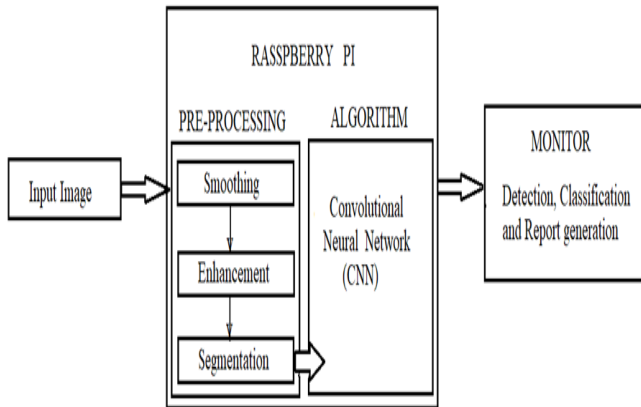 RASSPBERRY PI
PRE-PROCESSING
ALGORITHM
Input Image
Smoothing
Enhancement
Segmentation
Convolutional
Neural Network
(CNN)
MONITOR
Detection, Classification
and Report generation